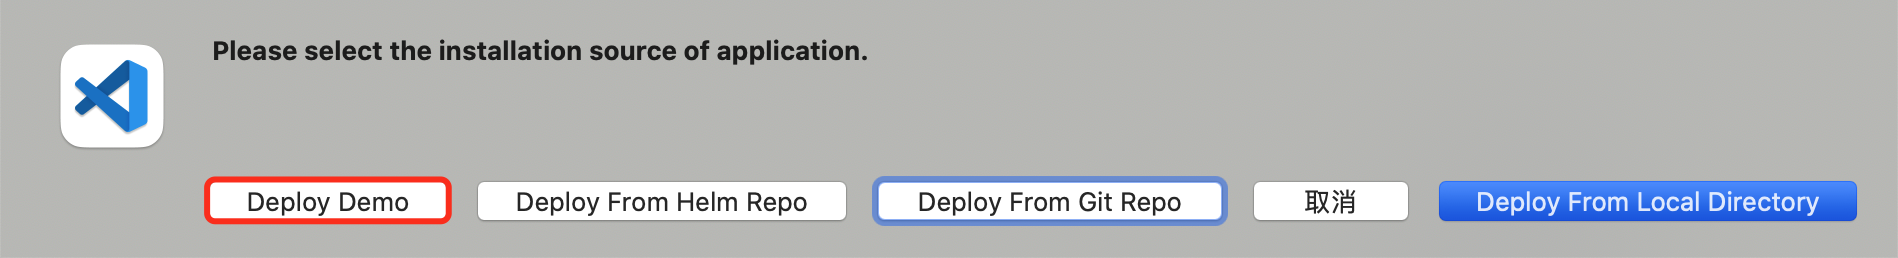 Please select the installation source of application.
Deploy Demo
Deploy From Helm Repo
Deploy From Git Repo
取消
Deploy From Local Directory